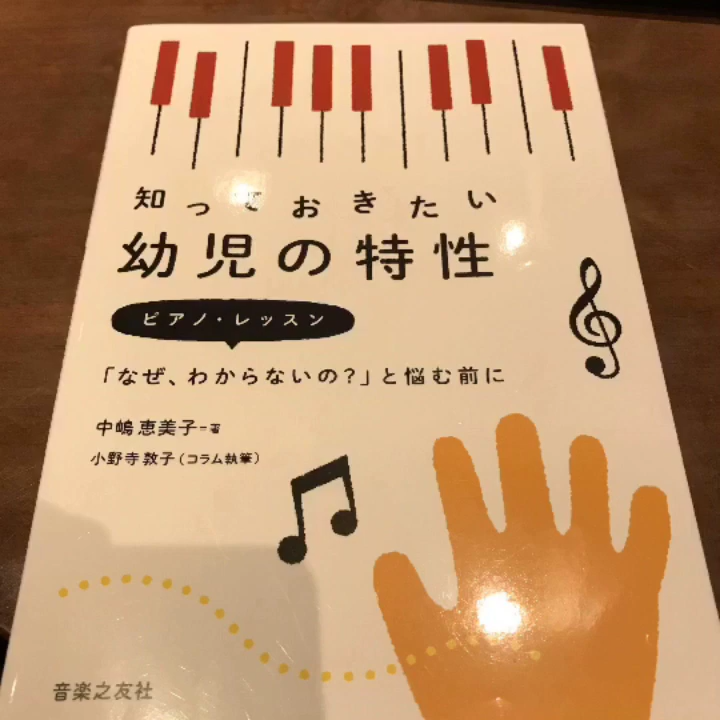 知っておきたい
幼児の特性
ピアノ・レッスン
「なぜ、わからないの？」と悩む前に
中嶋恵美子=著
小野寺敦子(コラム執筆)
音楽之友社